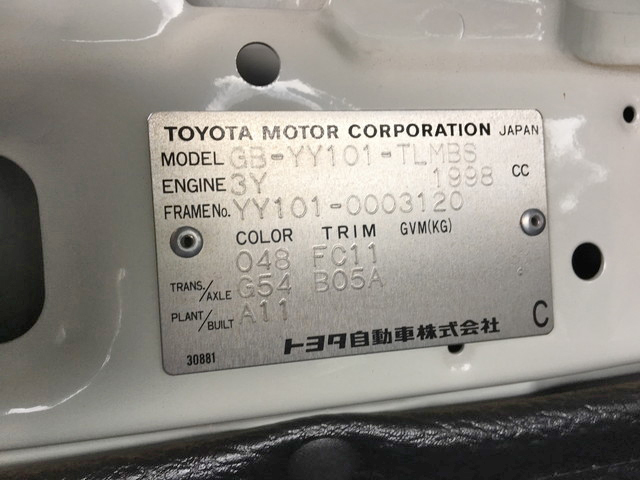 TOYOTA MOTOR CORPORATION JAPAN
MODEL GB-YY101-TLMBS
ENGINE 3Y 1998 CC
FRAME No. YY101-0003120
COLOR TRIM GVM(KG)
048 FC11
TRANS./AXLE G54 B05A
PLANT/BUILT A11
30881 トヨタ自動車株式会社 C